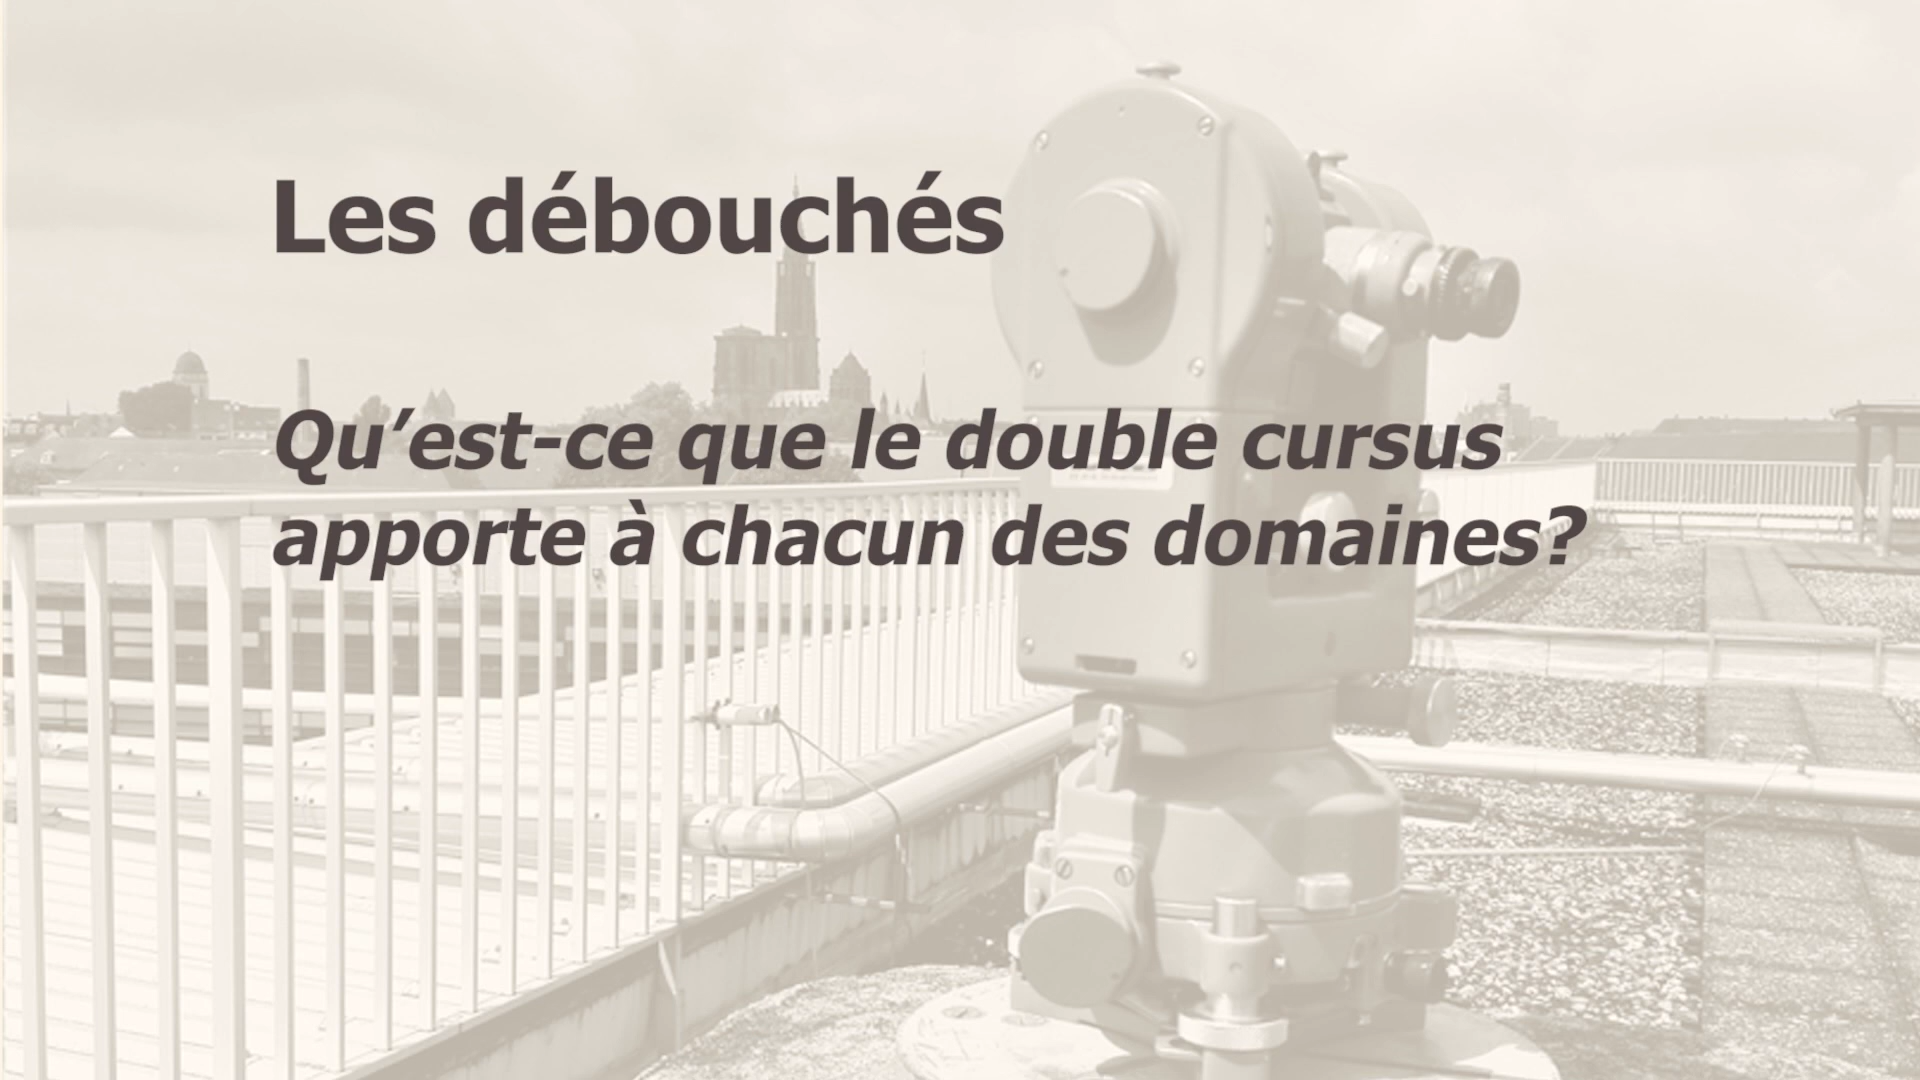 Les débouchés
Qu’est-ce que le double cursus
apporte à chacun des domaines?